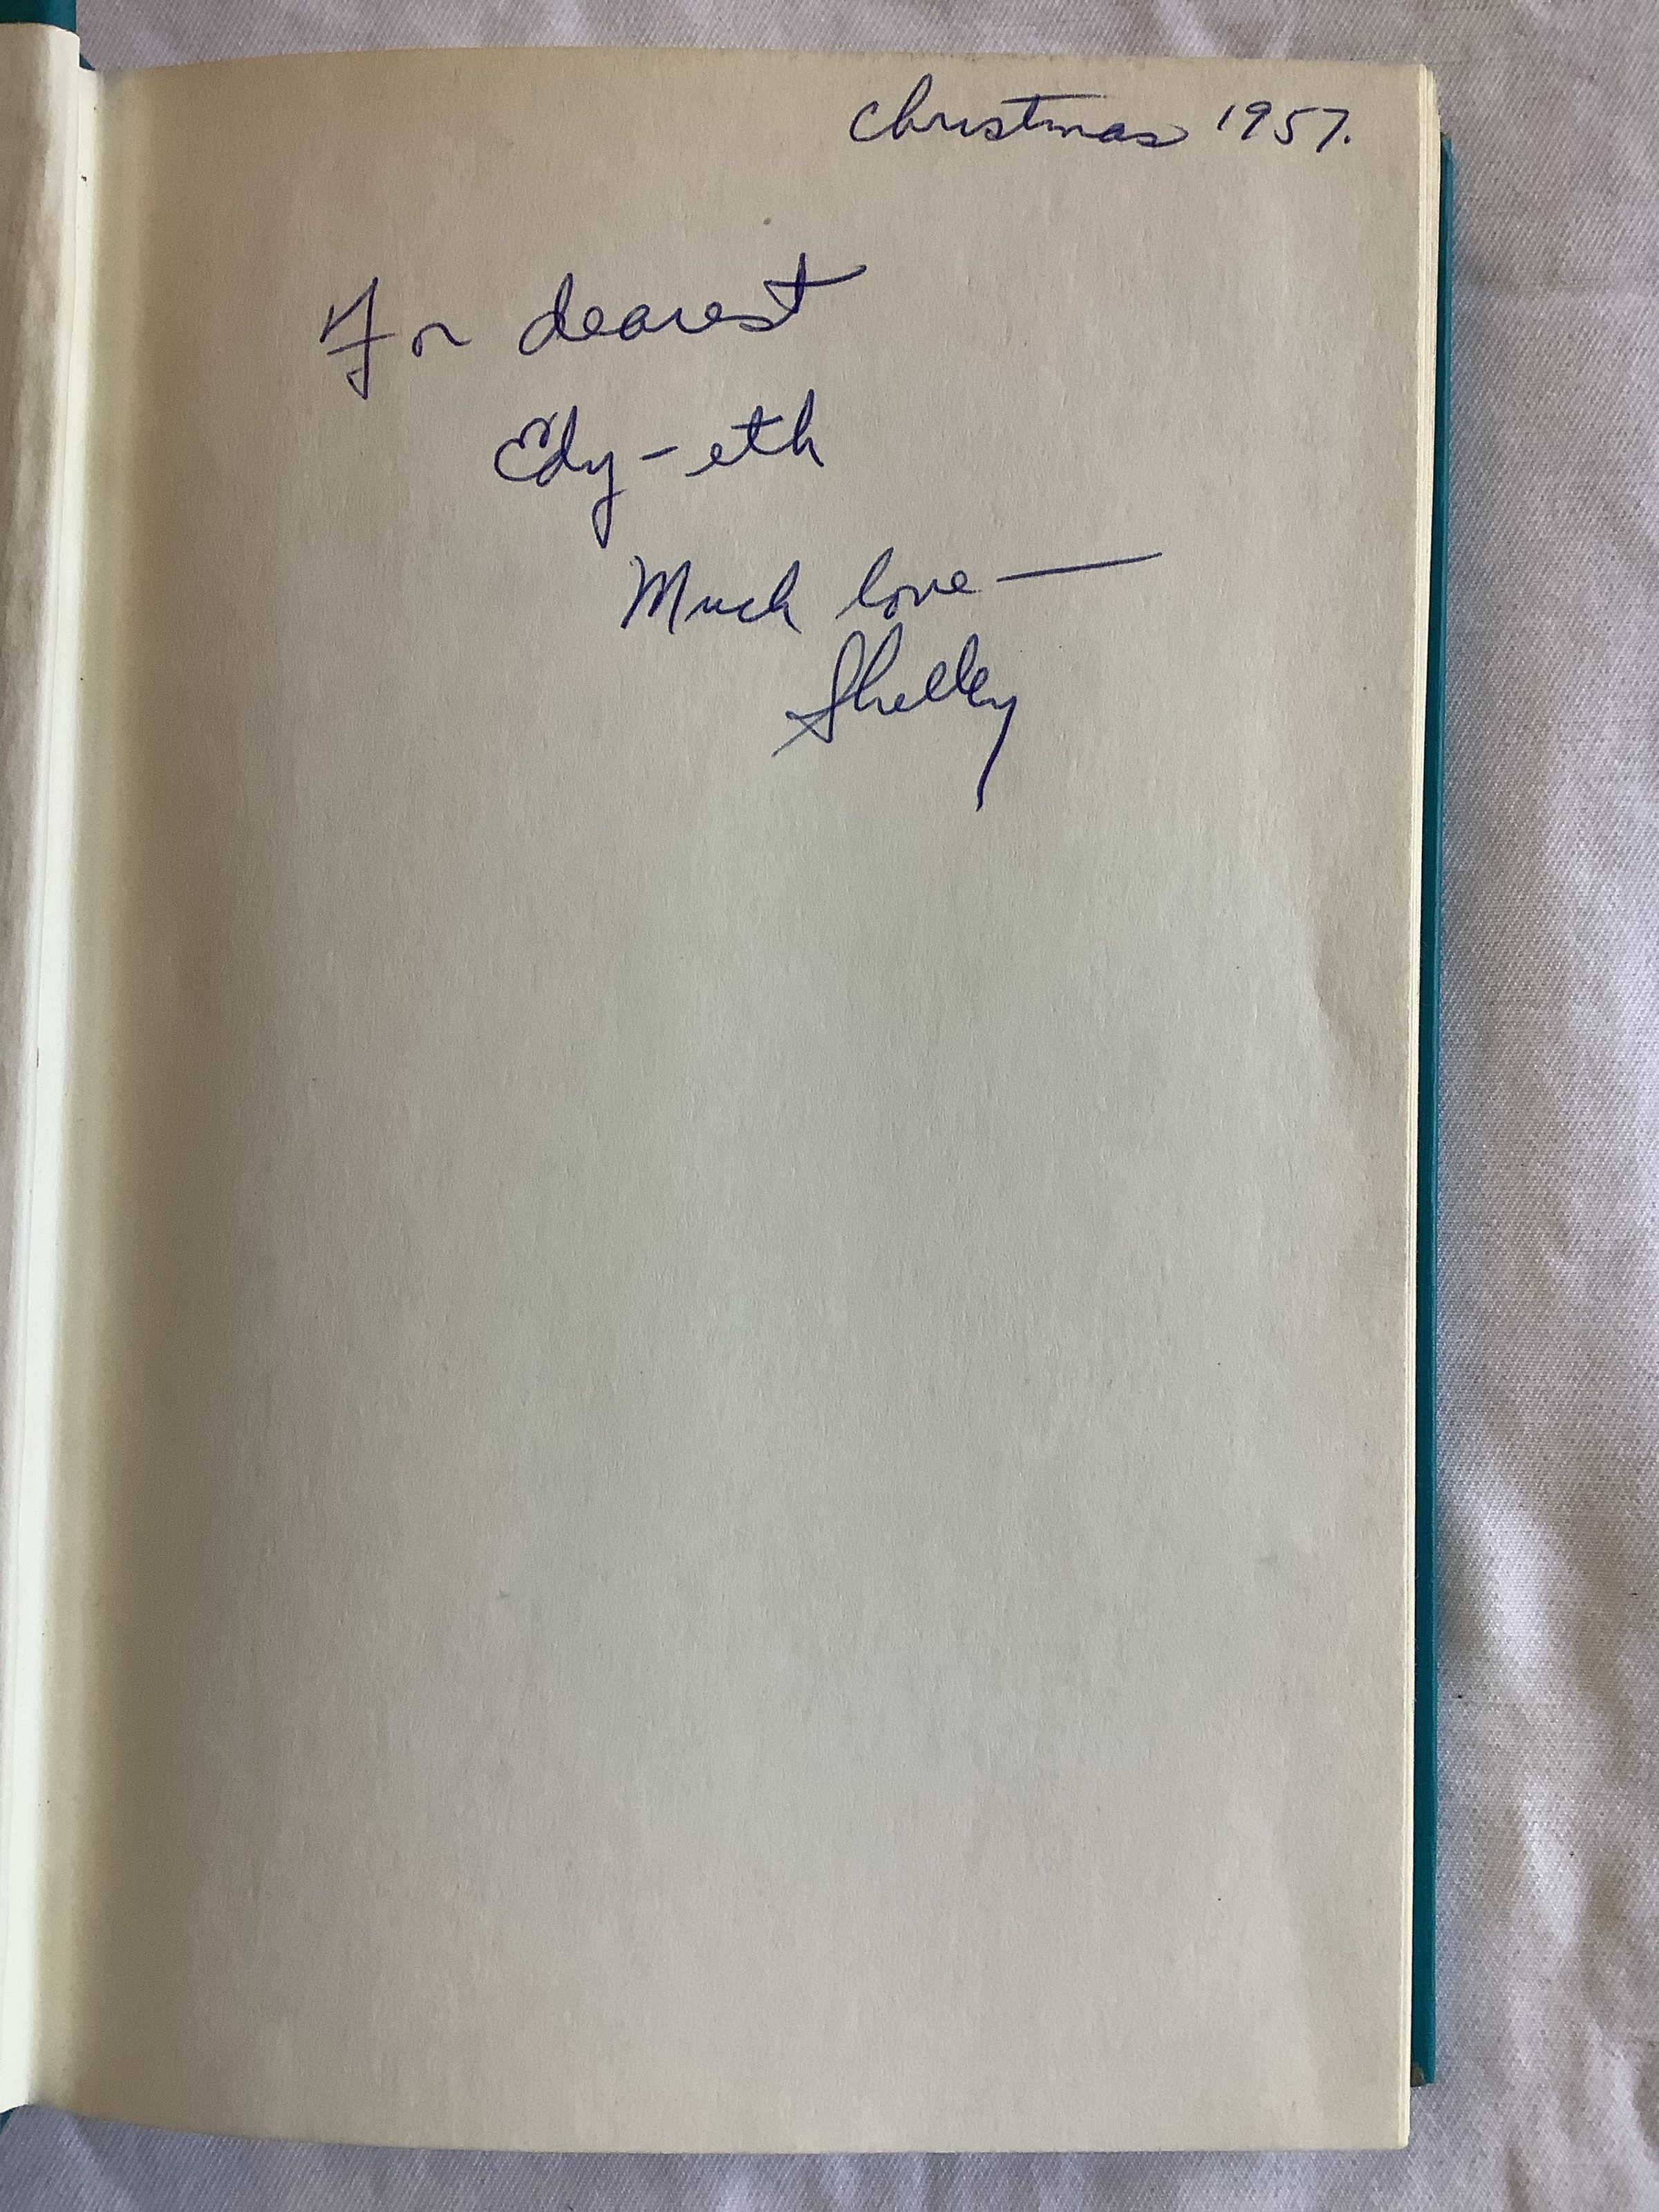 Christmas 1957.
For dearest
Edy-eth
Much love —
Shelley